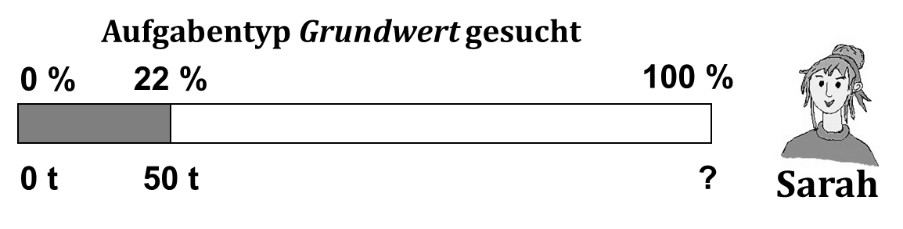 Aufgabentyp Grundwert gesucht
0 % 22 % 100 %
0 t 50 t ?
Sarah